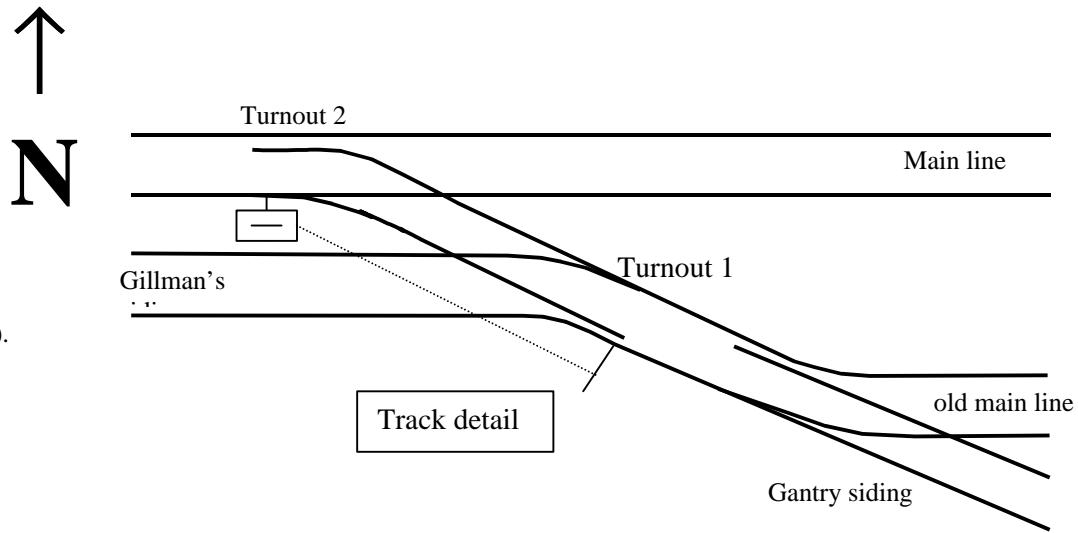 Turnout 2
Main line
N
Turnout 1
Gillman's
).
old main line
Track detail
Gantry siding